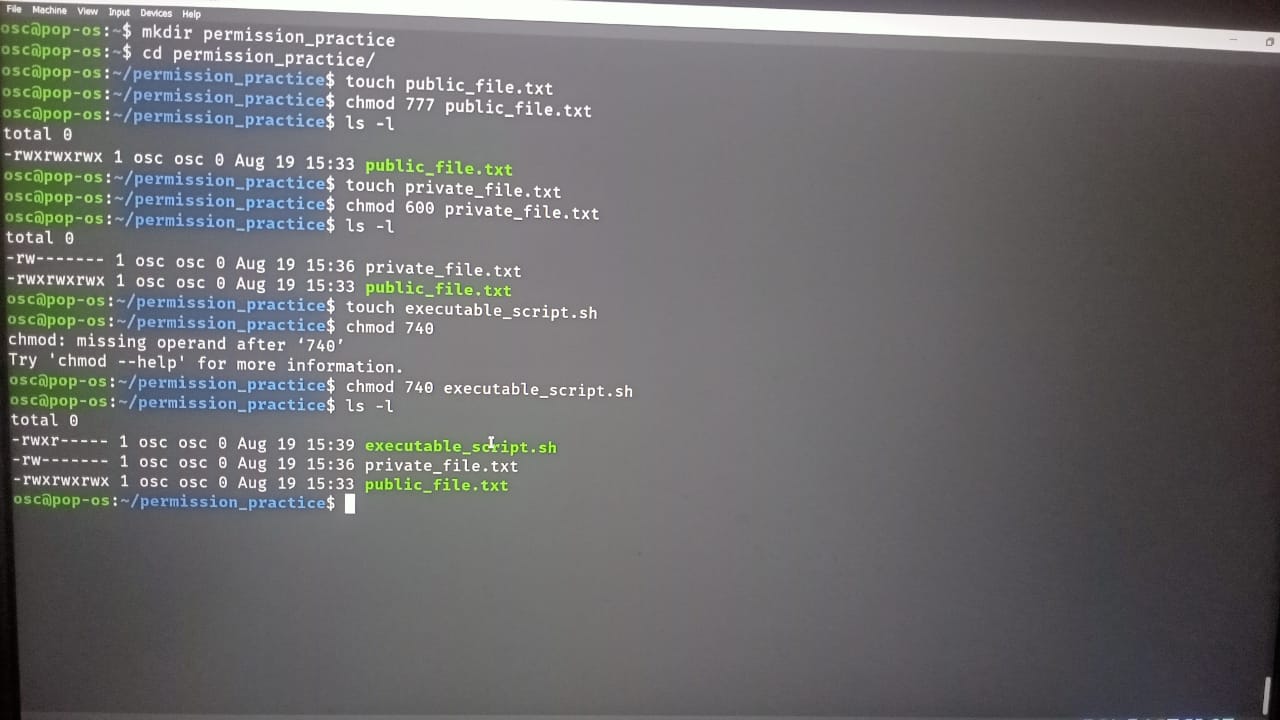 File Machine View Input Devices Help
osc@pop-os:~$ mkdir permission_practice
osc@pop-os:~$ cd permission_practice/
osc@pop-os:~/permission_practice$ touch public_file.txt
osc@pop-os:~/permission_practice$ chmod 777 public_file.txt
osc@pop-os:~/permission_practice$ ls -l
total 0
-rwxrwxrwx 1 osc osc 0 Aug 19 15:33 public_file.txt
osc@pop-os:~/permission_practice$ touch private_file.txt
osc@pop-os:~/permission_practice$ chmod 600 private_file.txt
osc@pop-os:~/permission_practice$ ls -l
total 0
-rw------- 1 osc osc 0 Aug 19 15:36 private_file.txt
-rwxrwxrwx 1 osc osc 0 Aug 19 15:33 public_file.txt
osc@pop-os:~/permission_practice$ touch executable_script.sh
osc@pop-os:~/permission_practice$ chmod 740
chmod: missing operand after ‘740’
Try 'chmod --help' for more information.
osc@pop-os:~/permission_practice$ chmod 740 executable_script.sh
osc@pop-os:~/permission_practice$ ls -l
total 0
-rwxr----- 1 osc osc 0 Aug 19 15:39 executable_script.sh
-rw------- 1 osc osc 0 Aug 19 15:36 private_file.txt
-rwxrwxrwx 1 osc osc 0 Aug 19 15:33 public_file.txt
osc@pop-os:~/permission_practice$